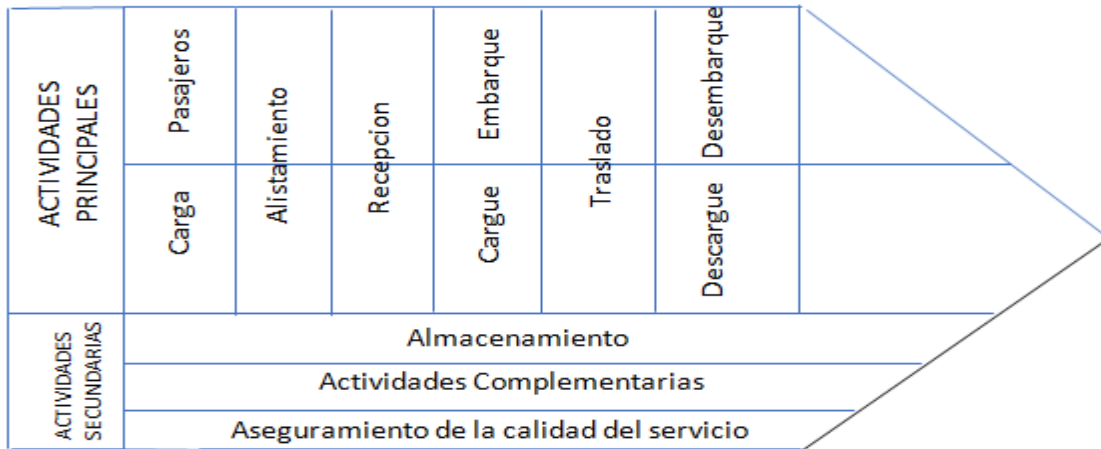 ACTIVIDADES
PRINCIPALES
Pasajeros
Carga
Alistamiento
Recepcion
Embarque
Cargue
Traslado
Desembarque
Descargue
ACTIVIDADES
SECUNDARIAS
Almacenamiento
Actividades Complementarias
Aseguramiento de la calidad del servicio